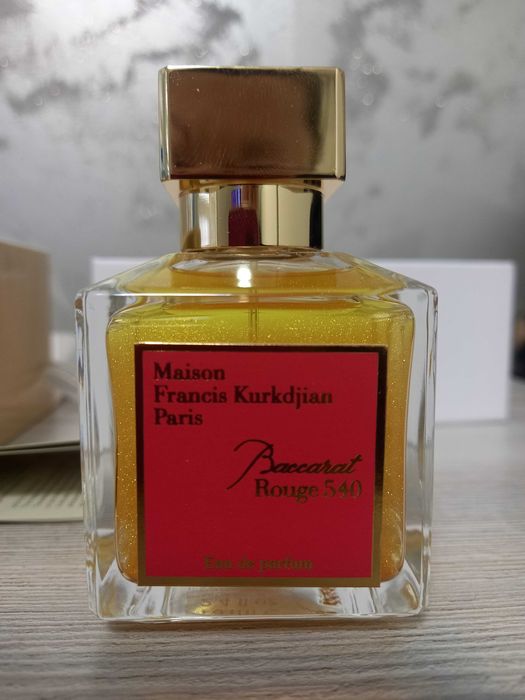 Maison
Francis Kurkdjian
Paris
Baccarat
Rouge 540
Eau de parfum